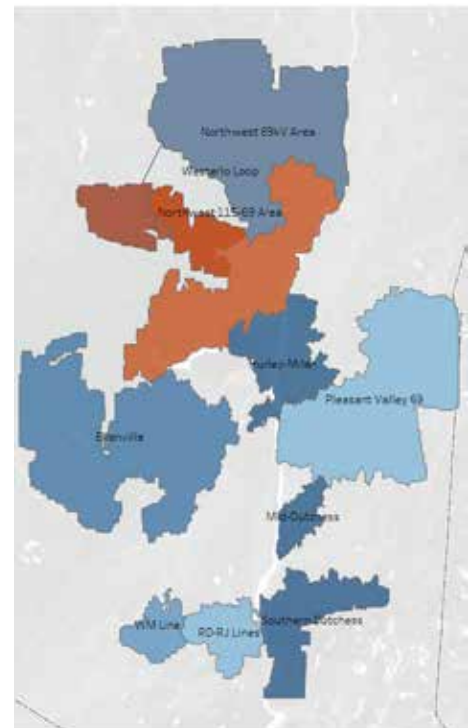 Northwest 69kV Area
Westerlo Loop
Northwest 115-69 Area
Hurley-Milan
Pleasant Valley 69
Ellenville
Mid-Dutchess
WM Line
RD-RJ Lines
Southern Dutchess